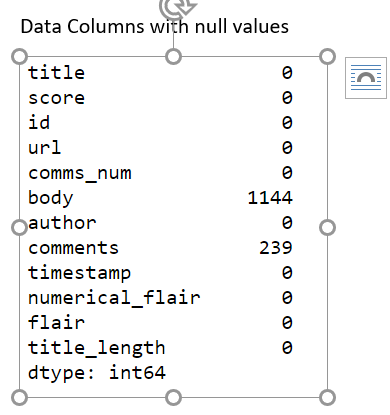 Data Columns with null values
title 0
score 0
id 0
url 0
comms_num 0
body 1144
author 0
comments 239
timestamp 0
numerical_flair 0
flair 0
title_length 0
dtype: int64